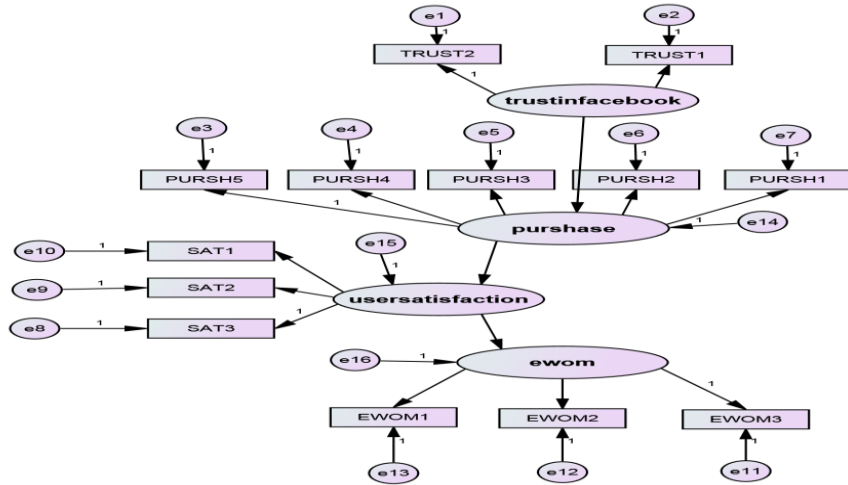 e1 e2
1 1
TRUST2 TRUST1
1
trustinfacebook
e3 e4 e5 e6 e7
1 1 1 1 1
PURSH5 PURSH4 PURSH3 PURSH2 PURSH1
1
purshase 1 e14
e10 1 SAT1 e15
1
e9 1 SAT2
usersatisfaction
e8 1 SAT3 1
e16 1 ewom
1
EWOM1 EWOM2 EWOM3
1 1 1
e13 e12 e11